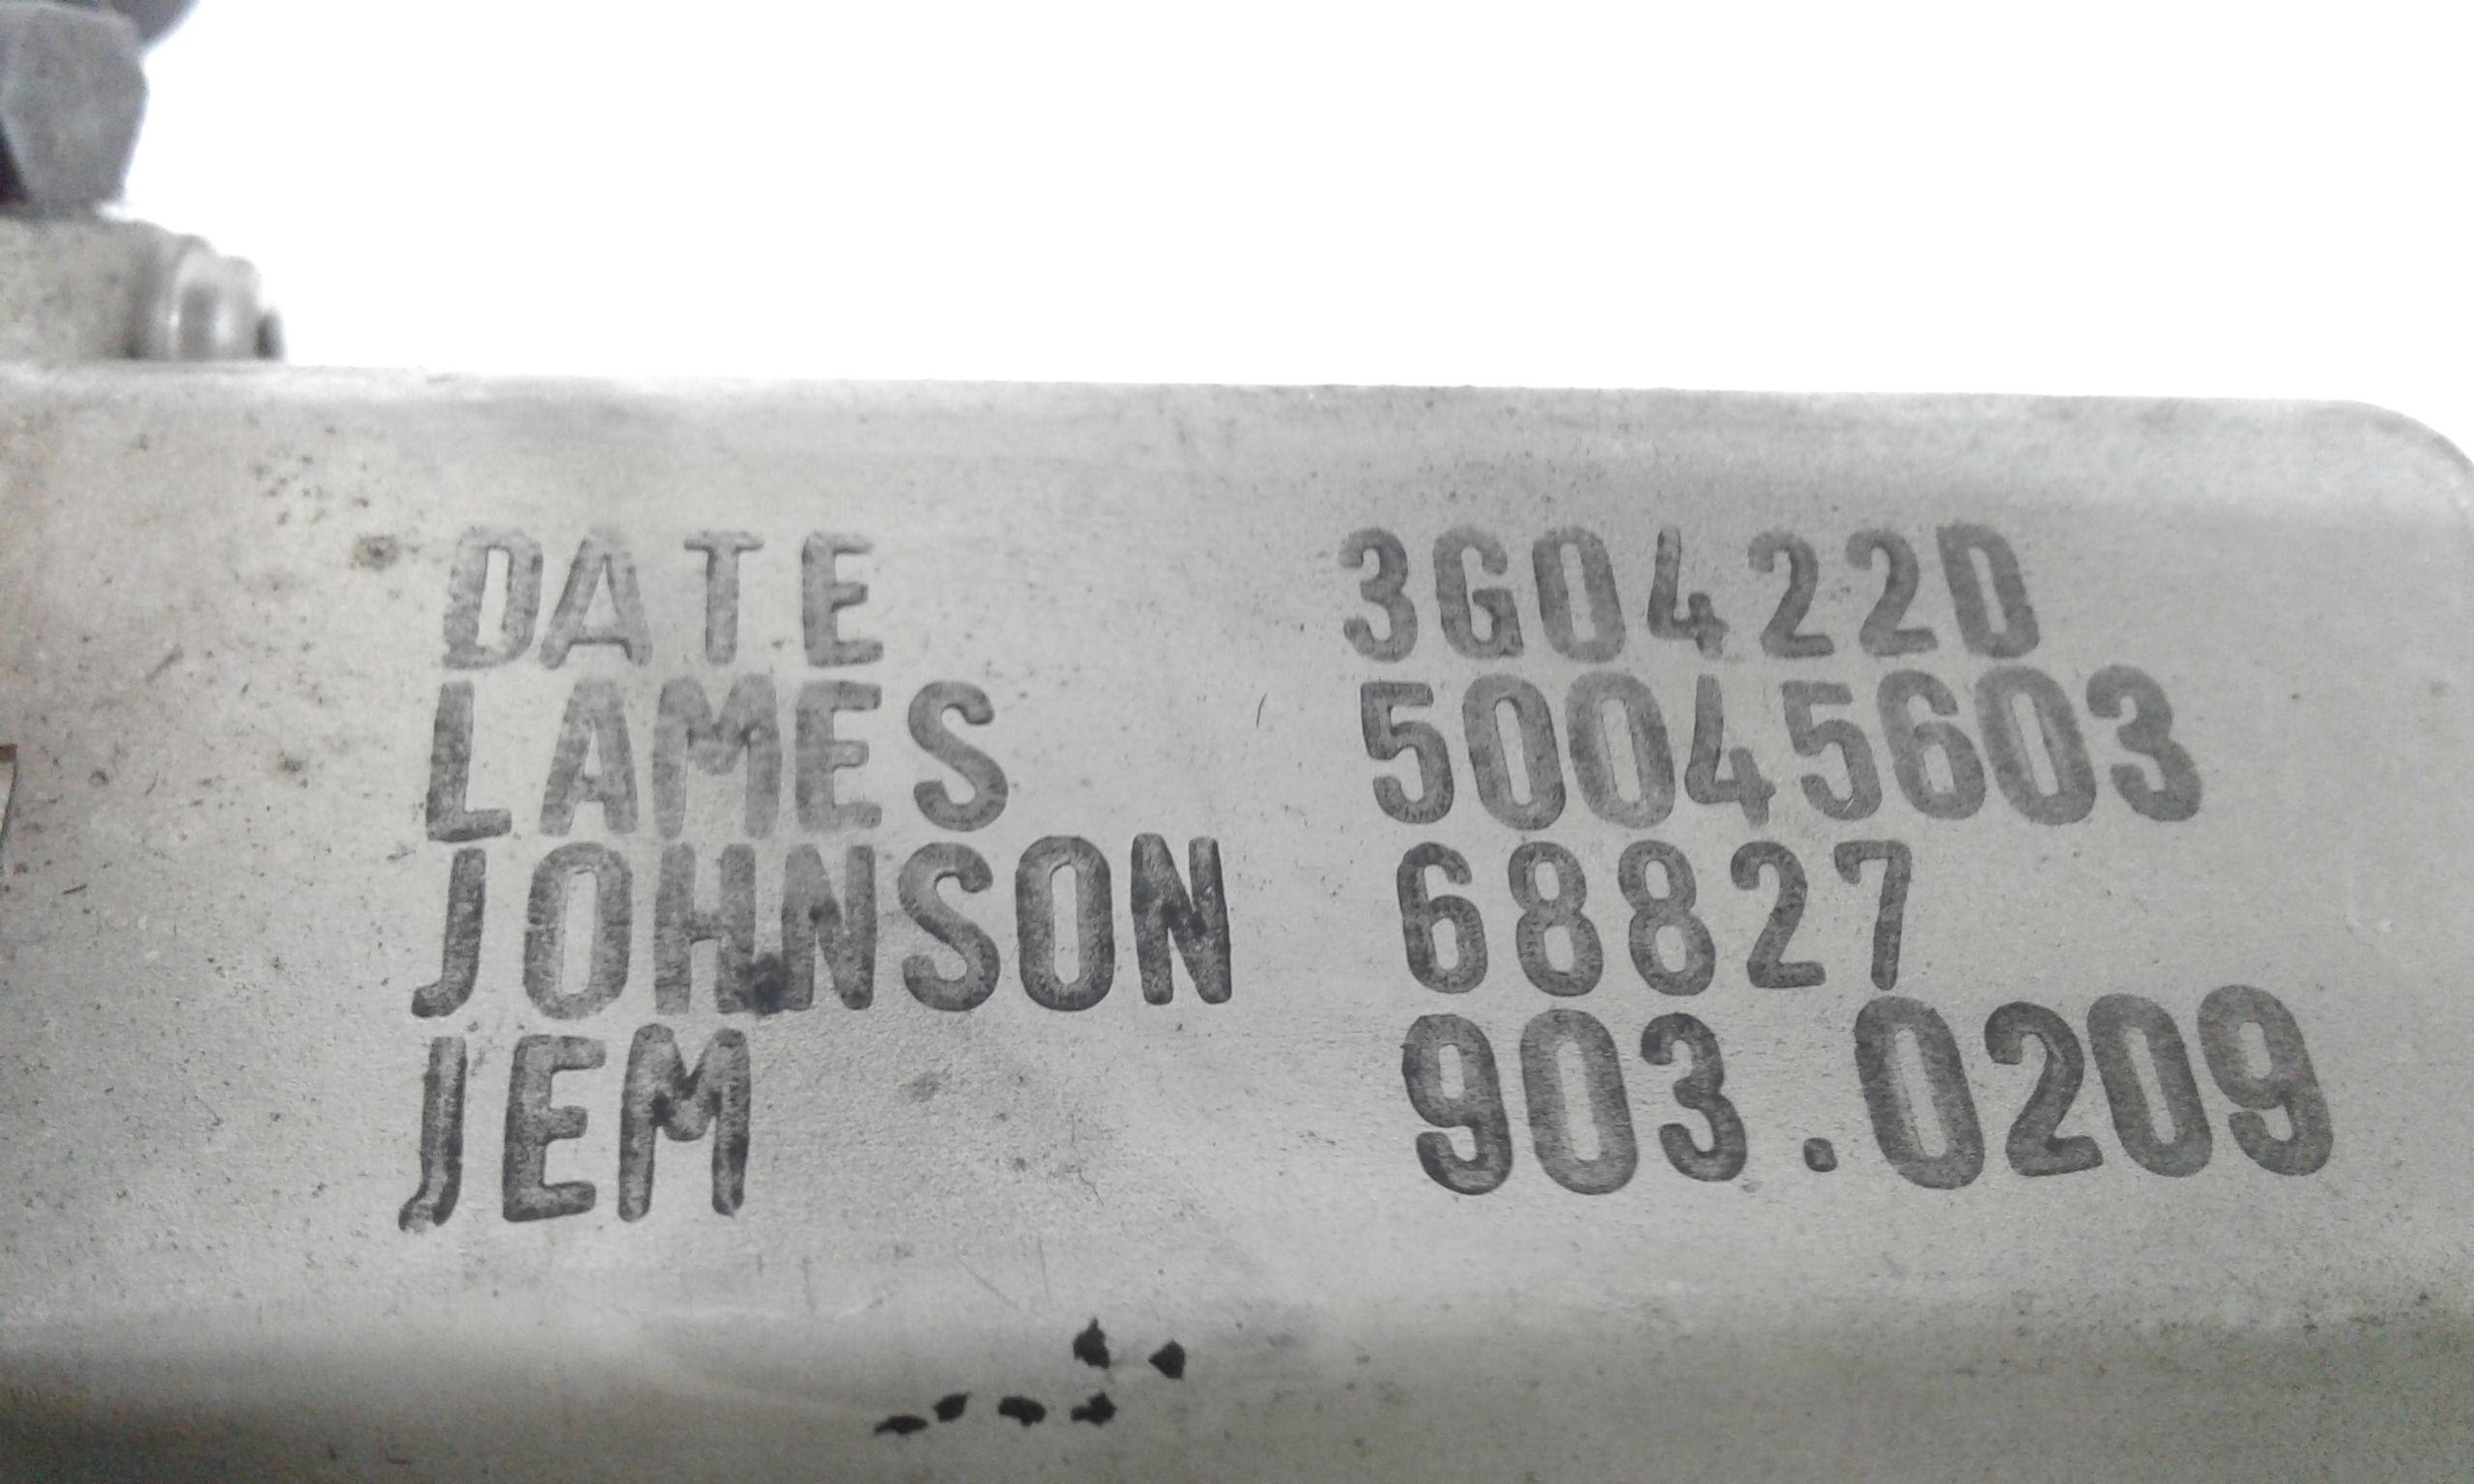 DATE 3G0422D
LAMES 50045603
JOHNSON 68827
JEM 903.0209